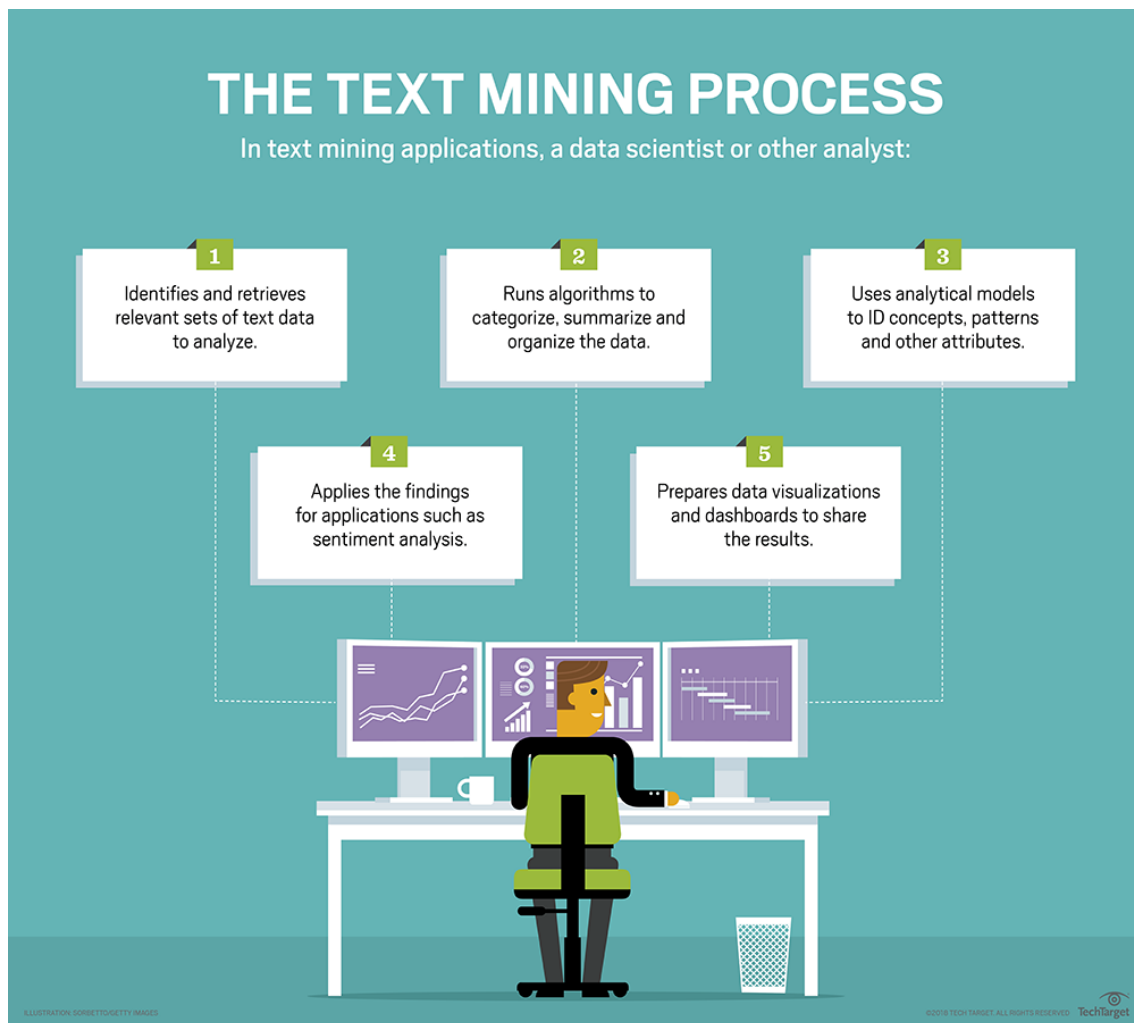 THE TEXT MINING PROCESS
In text mining applications, a data scientist or other analyst:
1
Identifies and retrieves
relevant sets of text data
to analyze.
2
Runs algorithms to
categorize, summarize and
organize the data.
3
Uses analytical models
to ID concepts, patterns
and other attributes.
4
Applies the findings
for applications such as
sentiment analysis.
5
Prepares data visualizations
and dashboards to share
the results.
ILLUSTRATION: SORBETTO/GETTY IMAGES
©2018 TECH TARGET. ALL RIGHTS RESERVED
TechTarget